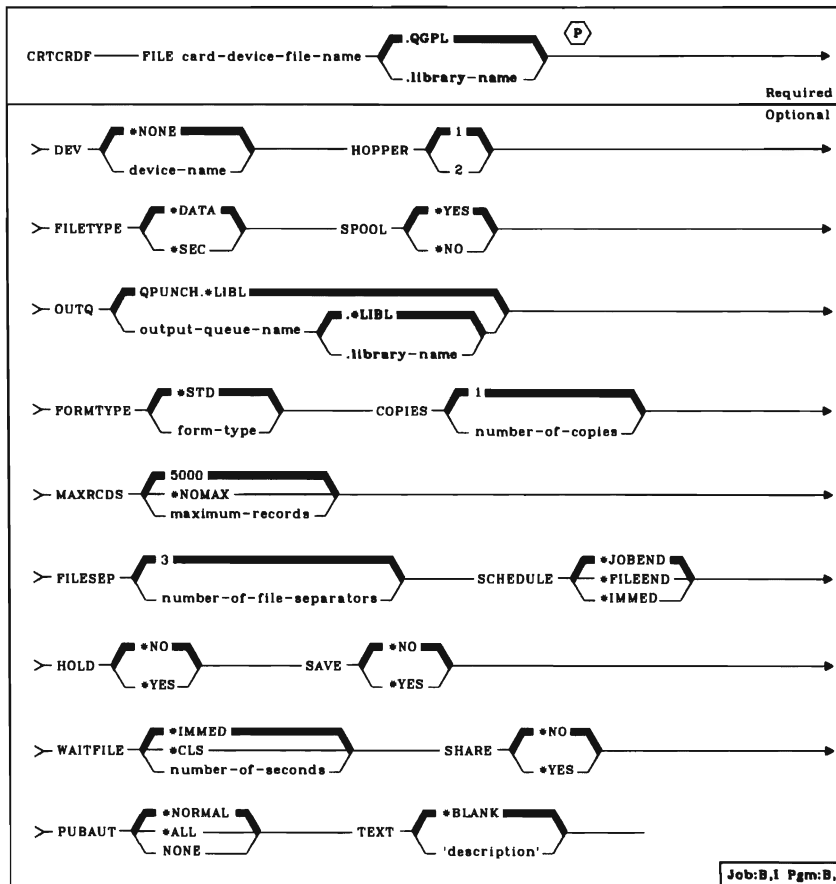 .QGPL P
CRTCRDF FILE card-device-file-name
.library-name
Required
Optional
*NONE 1
DEV HOPPER
device-name 2
*DATA *YES
FILETYPE SPOOL
*SEC *NO
QPUNCH.*LIBL
OUTQ
output-queue-name .*LIBL
.library-name
*STD 1
FORMTYPE COPIES
form-type number-of-copies
5000
MAXRCDS *NOMAX
maximum-records
3 *JOBEND
FILESEP SCHEDULE *FILEEND
number-of-file-separators *IMMED
*NO *NO
HOLD SAVE
*YES *YES
*IMMED *NO
WAITFILE *CLS SHARE
number-of-seconds *YES
*NORMAL *BLANK
PUBAUT *ALL TEXT
NONE 'description'
Job:B,I Pgm:B,